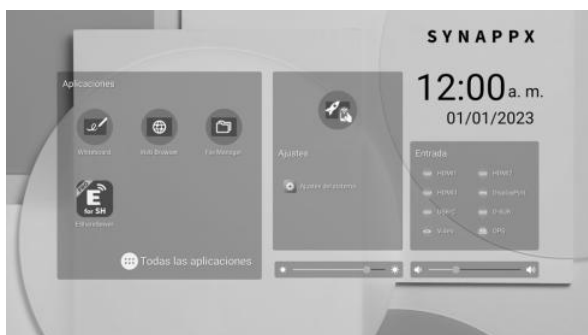 SYNAPPX
12:00 a. m.
01/01/2023
Aplicaciones
Whiteboard
Web Browser
File Manager
E
for SH
Todas las aplicaciones
Ajustes
Ajustes del sistema
Entrada
HDMI1
HDMI2
HDMI3
DisplayPort
USB-C
D-SUB
OPS